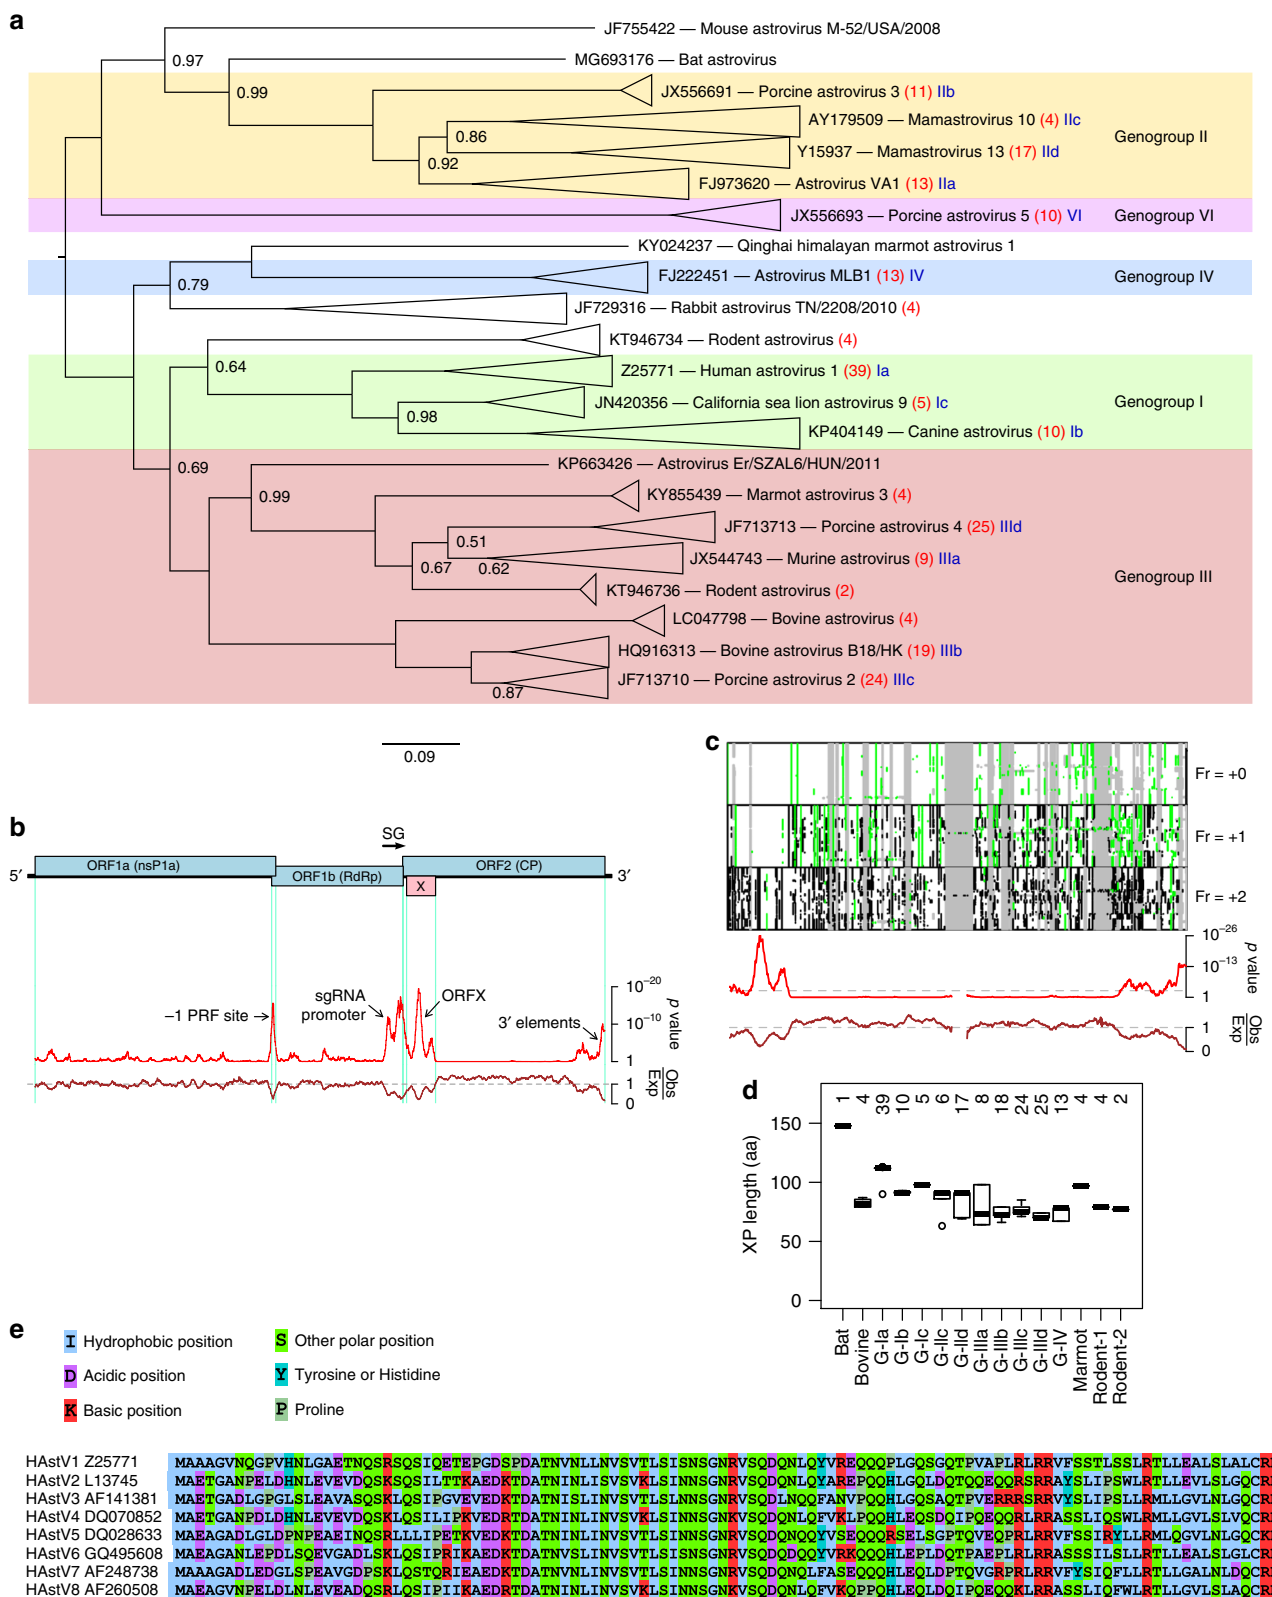 a
JF755422 — Mouse astrovirus M-52/USA/2008
0.97
MG693176 — Bat astrovirus
0.99
JX556691 — Porcine astrovirus 3 (11) IIb
AY179509 — Mamastrovirus 10 (4) IIc
0.86
Genogroup II
Y15937 — Mamastrovirus 13 (17) IId
0.92
FJ973620 — Astrovirus VA1 (13) IIa
JX556693 — Porcine astrovirus 5 (10) VI
Genogroup VI
KY024237 — Qinghai himalayan marmot astrovirus 1
FJ222451 — Astrovirus MLB1 (13) IV
Genogroup IV
0.79
JF729316 — Rabbit astrovirus TN/2208/2010 (4)
KT946734 — Rodent astrovirus (4)
0.64
Z25771 — Human astrovirus 1 (39) Ia
JN420356 — California sea lion astrovirus 9 (5) Ic
Genogroup I
0.98
KP404149 — Canine astrovirus (10) Ib
0.69
KP663426 — Astrovirus Er/SZAL6/HUN/2011
0.99
KY855439 — Marmot astrovirus 3 (4)
JF713713 — Porcine astrovirus 4 (25) IIId
0.51
JX544743 — Murine astrovirus (9) IIIa
0.67
0.62
Genogroup III
KT946736 — Rodent astrovirus (2)
LC047798 — Bovine astrovirus (4)
HQ916313 — Bovine astrovirus B18/HK (19) IIIb
JF713710 — Porcine astrovirus 2 (24) IIIc
0.87
0.09
b
SG
ORF1a (nsP1a)
ORF2 (CP)
5′
ORF1b (RdRp)
3′
X
10−20
sgRNA
promoter
ORFX
−1 PRF site
3′ elements
10−10
1
p value
1
0
Obs
Exp
c
Fr = +0
Fr = +1
Fr = +2
10−26
10−13
1
p value
1
0
Obs
Exp
d
1 4 39 10 5 6 17 8 18 24 25 13 4 4 2
XP length (aa)
150
100
50
0
Bat
Bovine
G-Ia
G-Ib
G-Ic
G-IIc
G-IId
G-IIIa
G-IIIb
G-IIIc
G-IIId
G-IV
Marmot
Rodent-1
Rodent-2
e
I Hydrophobic position
S Other polar position
D Acidic position
Y Tyrosine or Histidine
K Basic position
P Proline
HAstV1 Z25771
HAstV2 L13745
HAstV3 AF141381
HAstV4 DQ070852
HAstV5 DQ028633
HAstV6 GQ495608
HAstV7 AF248738
HAstV8 AF260508